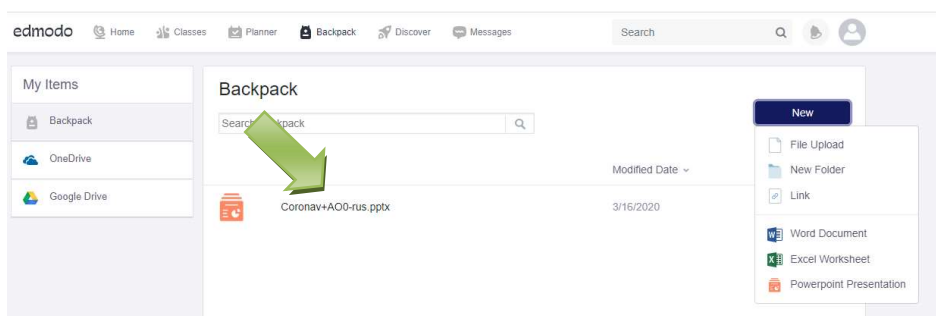 edmodo Home Classes Planner Backpack Discover Messages Search
My Items
Backpack
OneDrive
Google Drive
Backpack
Search kpack
New
File Upload
New Folder
Link
Word Document
Excel Worksheet
Powerpoint Presentation
Modified Date
Coronav+AO0-rus.pptx 3/16/2020